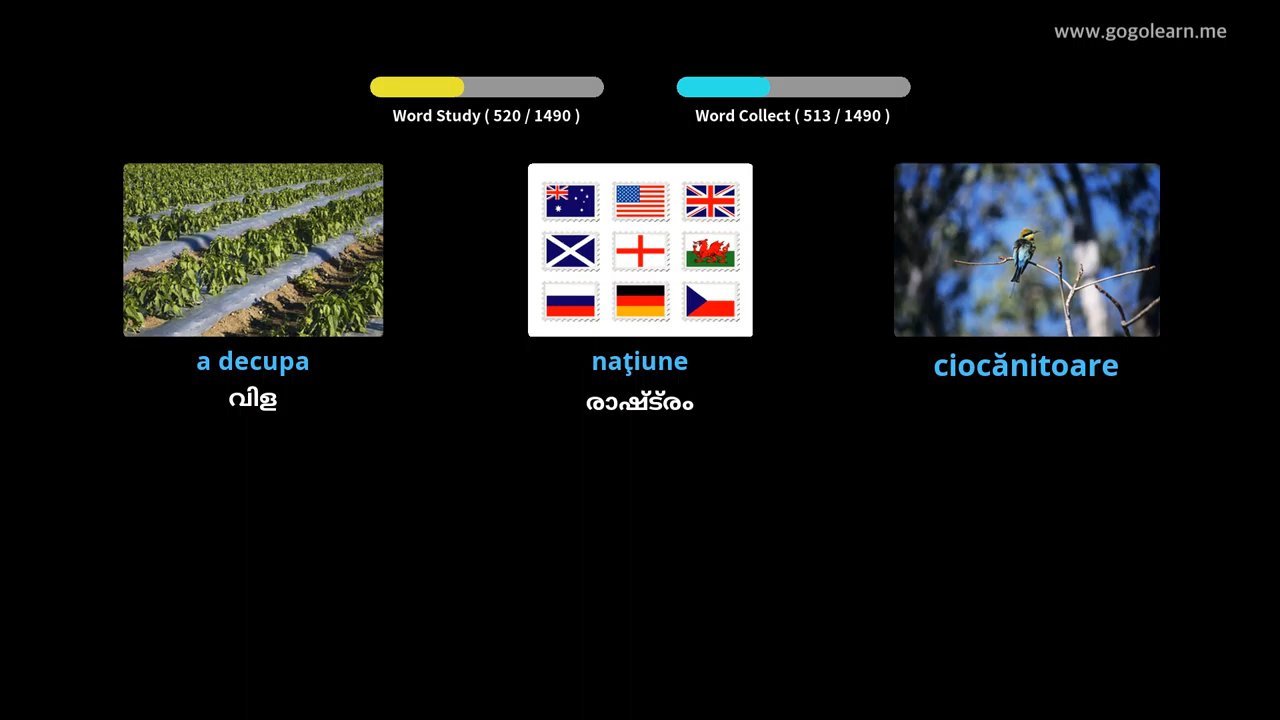 www.gogolearn.me
Word Study ( 520 / 1490 )
Word Collect ( 513 / 1490 )
a decupa
naţiune
ciocănitoare
വിള
രാഷ്ട്രം